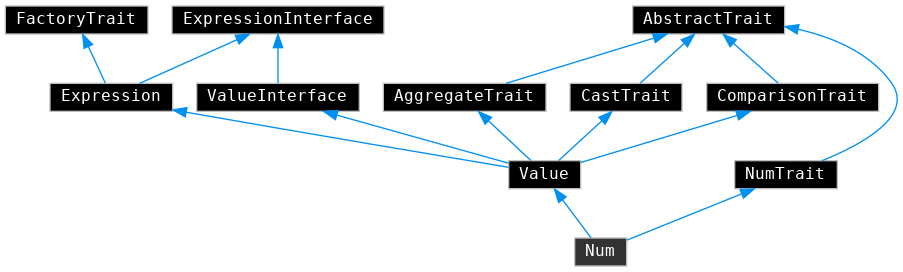 FactoryTrait
ExpressionInterface
AbstractTrait
Expression
ValueInterface
AggregateTrait
CastTrait
ComparisonTrait
Value
NumTrait
Num